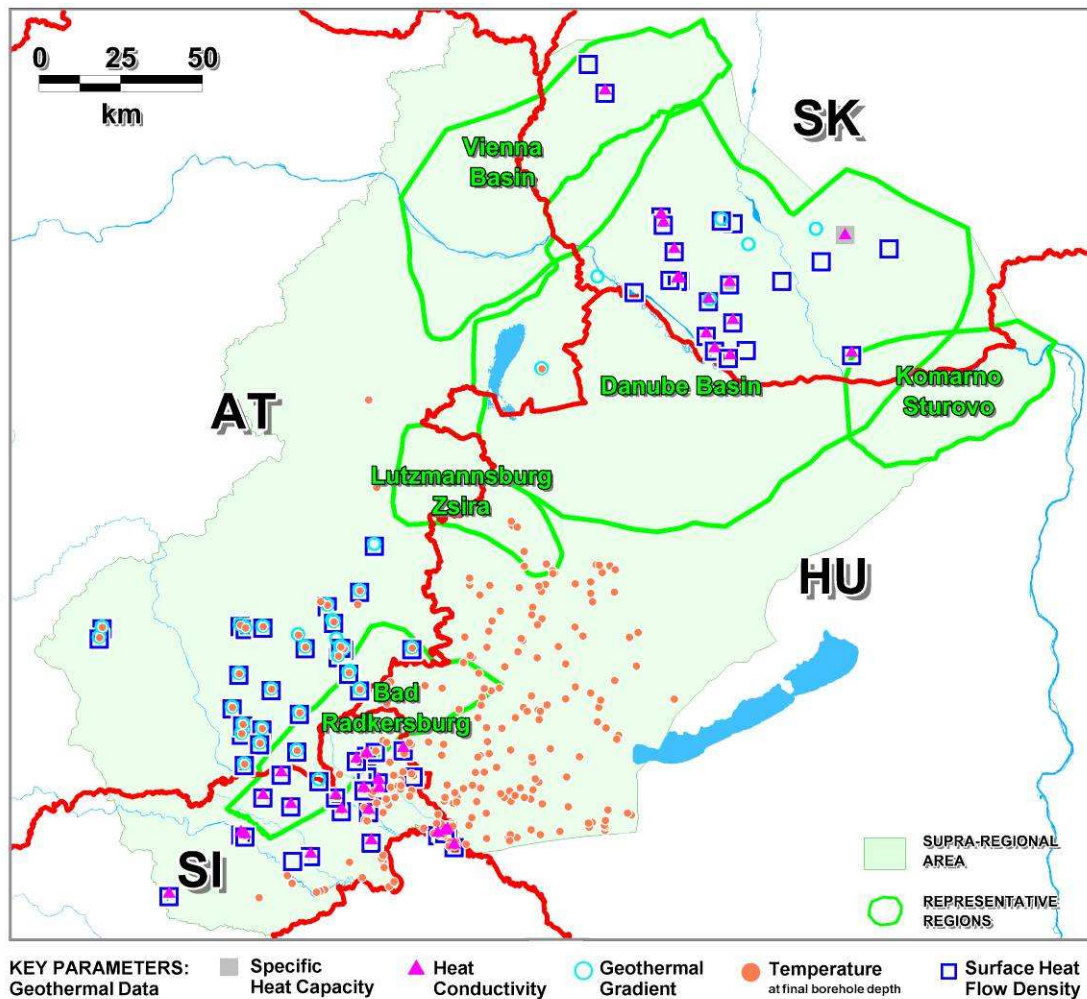 0 25 50
km
SK
Vienna
Basin
Danube Basin
Komarno
Sturovo
AT
Lutzmannsburg
Zsira
HU
Bad
Radkersburg
SI
SUPRA-REGIONAL
AREA
REPRESENTATIVE
REGIONS
KEY PARAMETERS:
Geothermal Data
Specific
Heat Capacity
Heat
Conductivity
Geothermal
Gradient
Temperature
at final borehole depth
Surface Heat
Flow Density